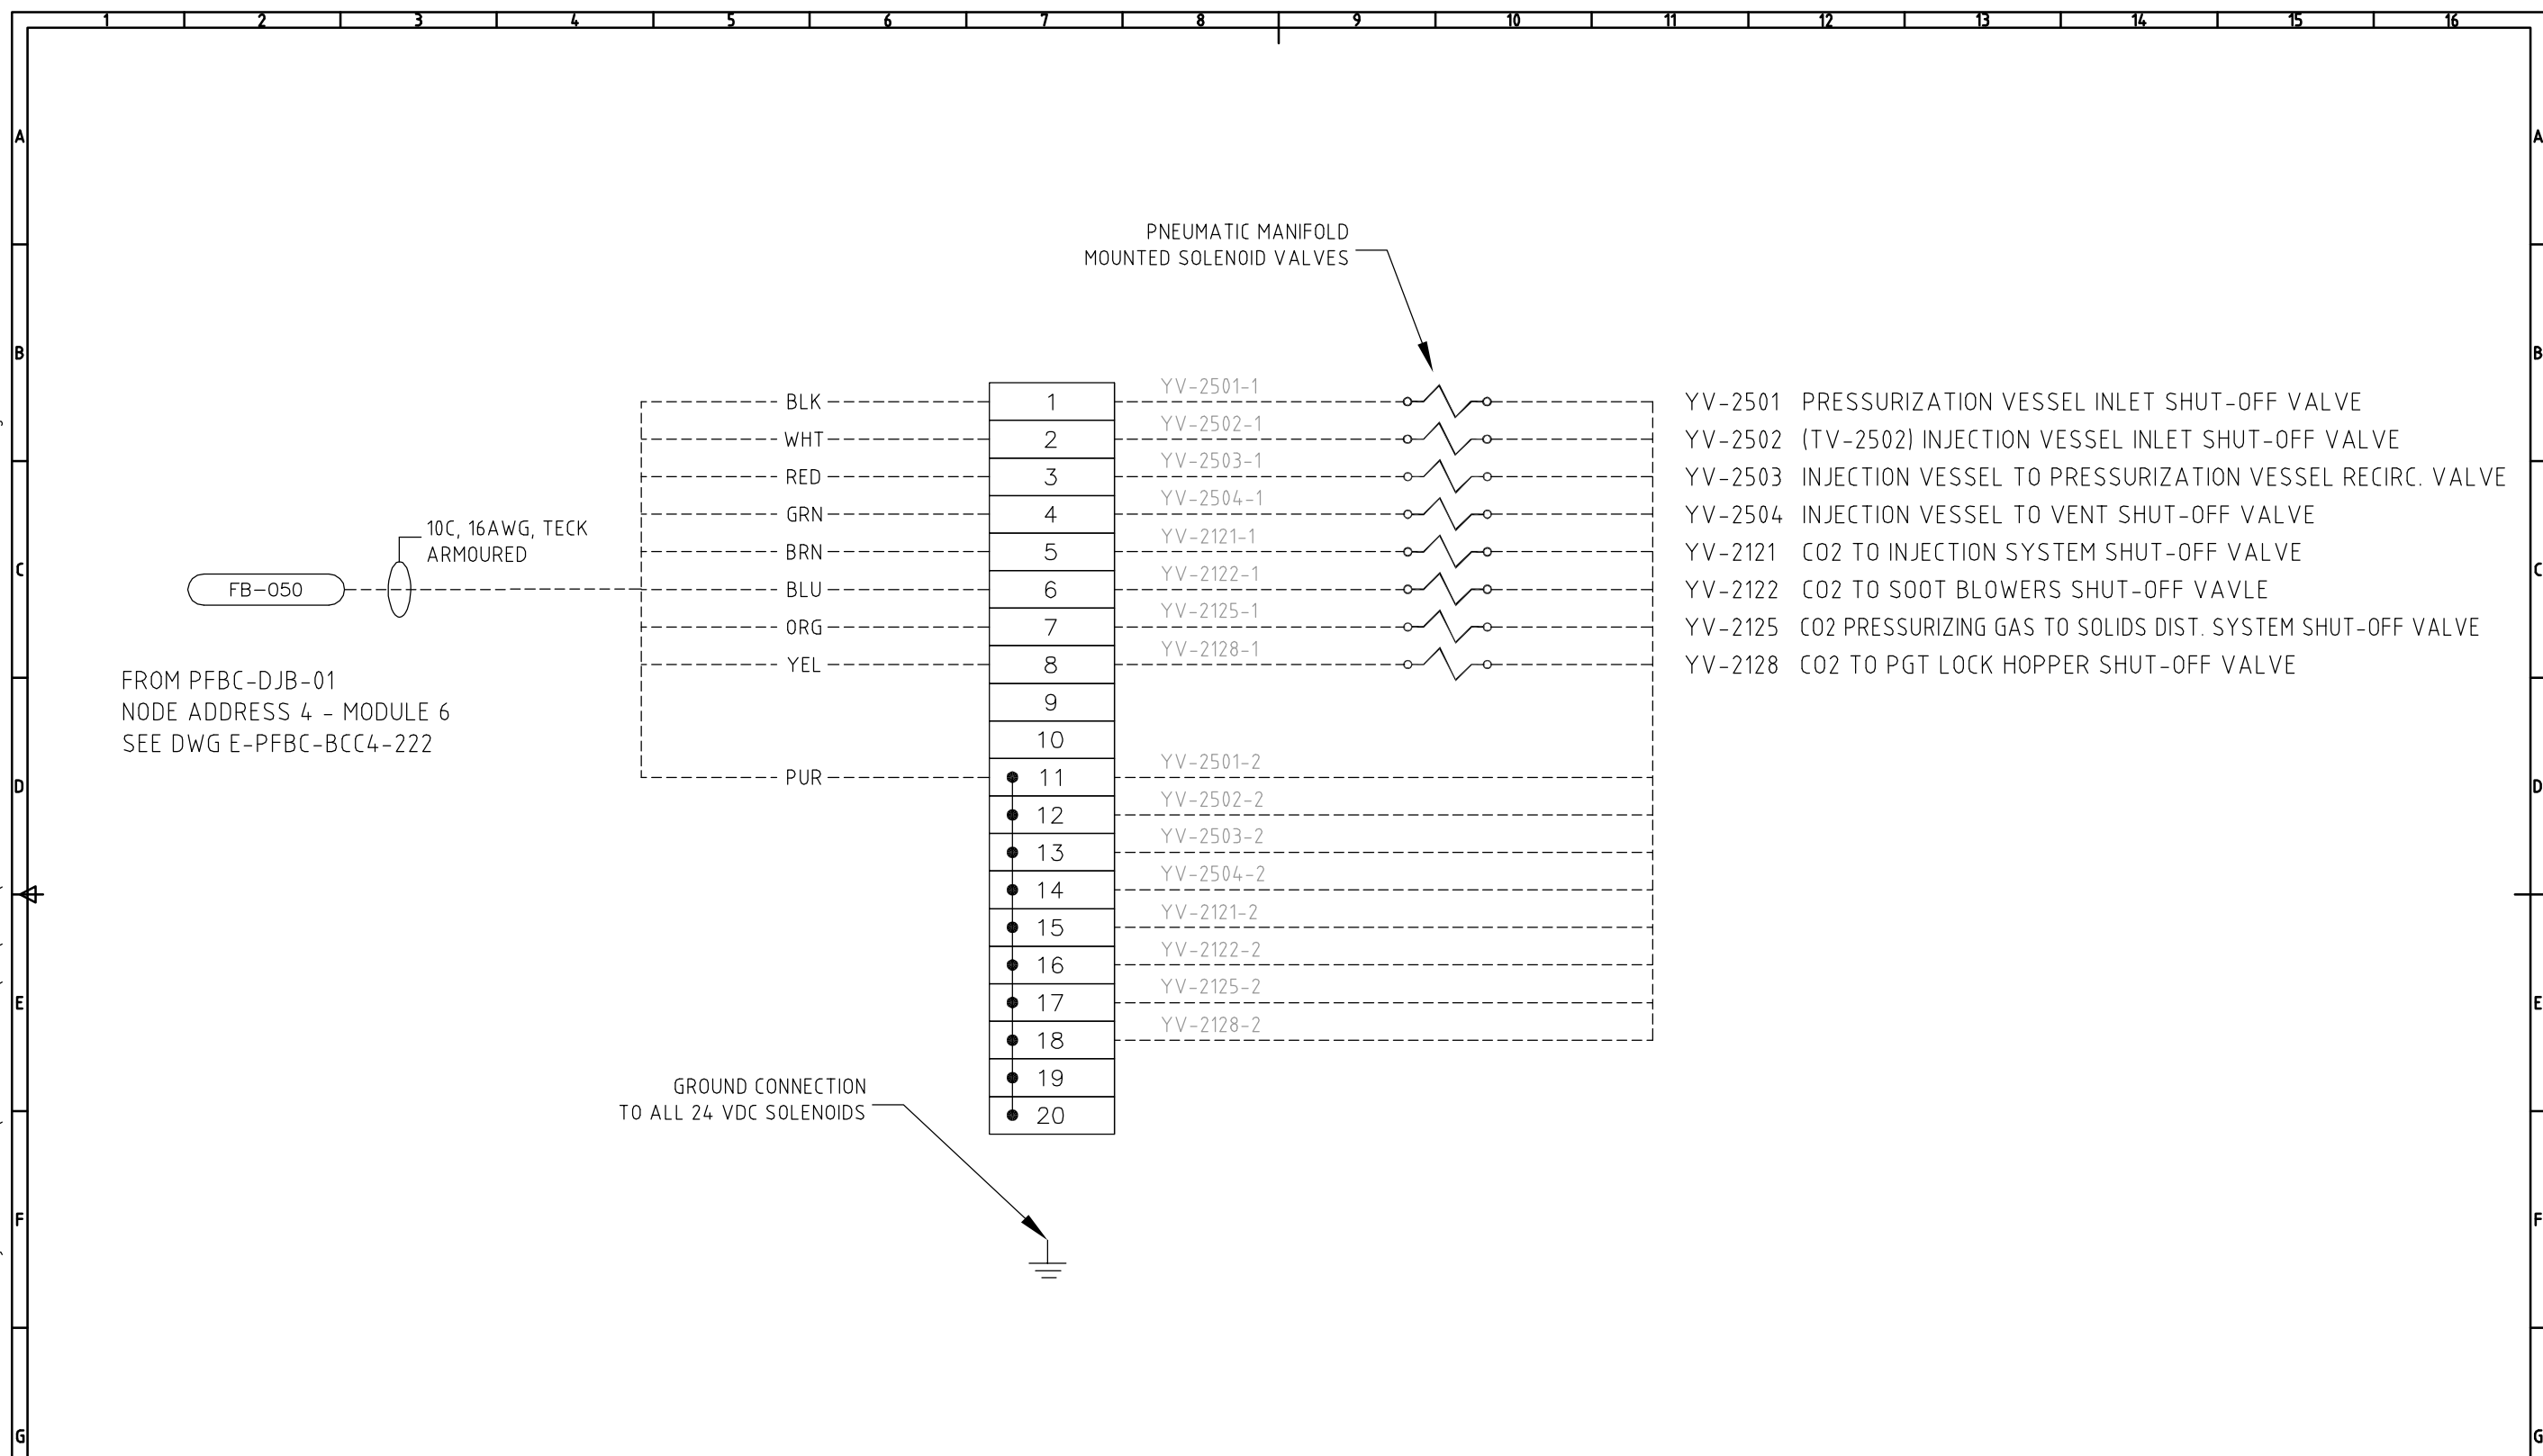 1 2 3 4 5 6 7 8 9 10 11 12 13 14 15 16
A A
PNEUMATIC MANIFOLD
MOUNTED SOLENOID VALVES
B B
BLK 1 YV-2501-1 YV-2501 PRESSURIZATION VESSEL INLET SHUT-OFF VALVE
WHT 2 YV-2502-1 YV-2502 (TV-2502) INJECTION VESSEL INLET SHUT-OFF VALVE
RED 3 YV-2503-1 YV-2503 INJECTION VESSEL TO PRESSURIZATION VESSEL RECIRC. VALVE
GRN 4 YV-2504-1 YV-2504 INJECTION VESSEL TO VENT SHUT-OFF VALVE
10C, 16AWG, TECK
ARMOURED
BRN 5 YV-2121-1 YV-2121 CO2 TO INJECTION SYSTEM SHUT-OFF VALVE
C C
FB-050 BLU 6 YV-2122-1 YV-2122 CO2 TO SOOT BLOWERS SHUT-OFF VAVLE
ORG 7 YV-2125-1 YV-2125 CO2 PRESSURIZING GAS TO SOLIDS DIST. SYSTEM SHUT-OFF VALVE
YEL 8 YV-2128-1 YV-2128 CO2 TO PGT LOCK HOPPER SHUT-OFF VALVE
FROM PFBC-DJB-01
NODE ADDRESS 4 - MODULE 6
SEE DWG E-PFBC-BCC4-222
9
10
PUR 11 YV-2501-2
D D
12 YV-2502-2
13 YV-2503-2
14 YV-2504-2
15 YV-2121-2
16 YV-2122-2
E E
17 YV-2125-2
18 YV-2128-2
19
20
GROUND CONNECTION
TO ALL 24 VDC SOLENOIDS
F F
G G